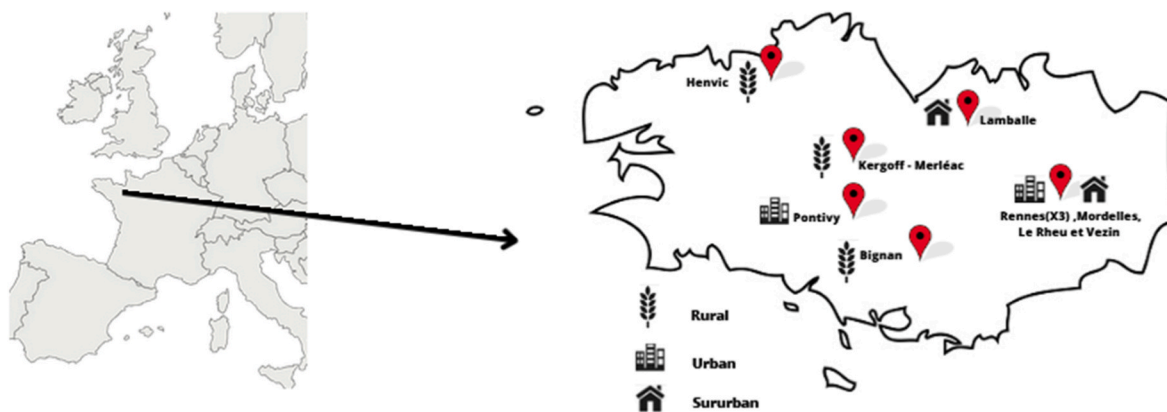 Henvic
Lamballe
Kergoff - Merléac
Pontivy
Rennes(X3) ,Mordelles,
Le Rheu et Vezin
Bignan
Rural
Urban
Sururban